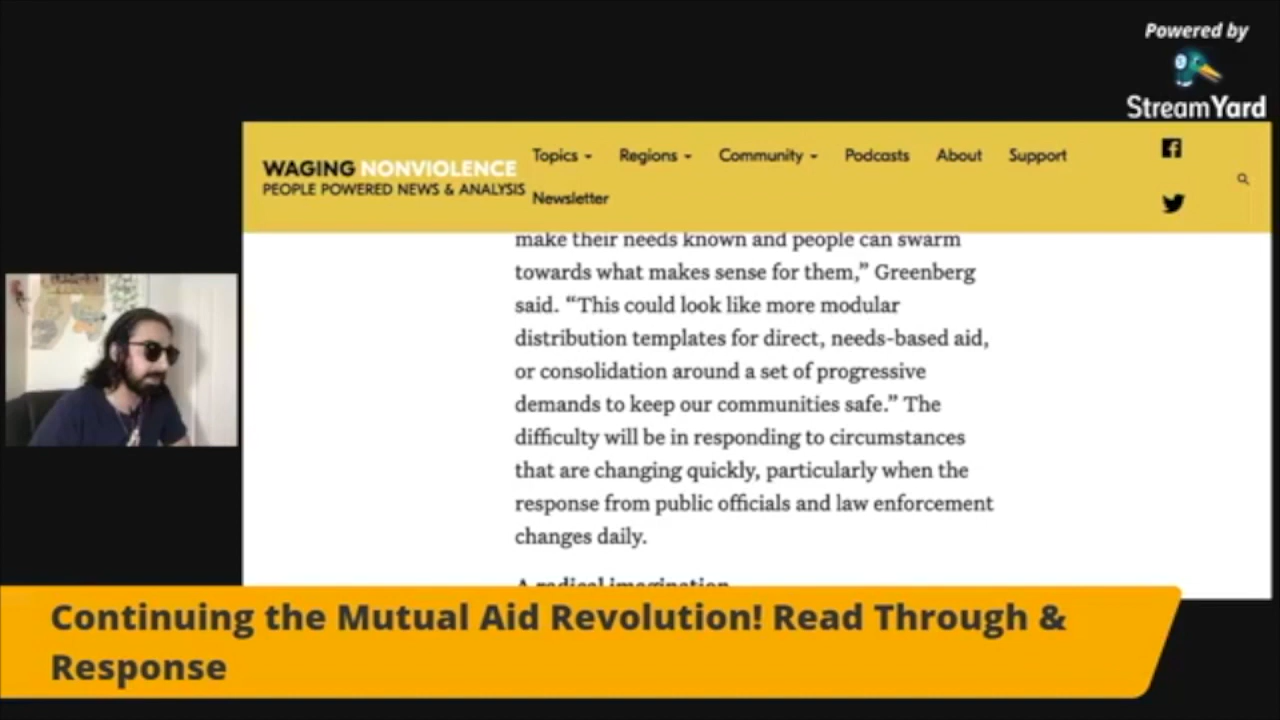 Powered by
StreamYard
WAGING NONVIOLENCE
PEOPLE POWERED NEWS & ANALYSIS
Topics Regions Community Podcasts About Support
Newsletter
make their needs known and people can swarm
towards what makes sense for them,” Greenberg
said. “This could look like more modular
distribution templates for direct, needs-based aid,
or consolidation around a set of progressive
demands to keep our communities safe.” The
difficulty will be in responding to circumstances
that are changing quickly, particularly when the
response from public officials and law enforcement
changes daily.
A radical imagination
Continuing the Mutual Aid Revolution! Read Through &
Response